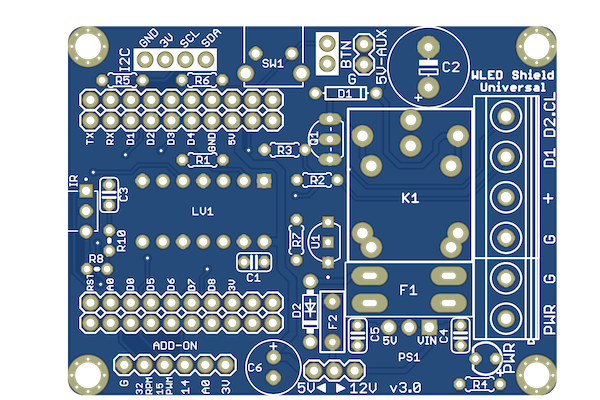 GND 3V SCL SDA
I2C
R5 R6
SW1
BTN
G
5V-AUX
C2
+
WLED Shield
Universal
D1
TX RX D1 D2 D3 D4 GND 5V
Q1
R3
R1
R2
K1
D2.CL
D1
+
G
G
PWR
IR
C3
LV1
R10
R7
U1
R8
C1
RST A0 D0 D5 D6 D7 D8 3V
D2
F2
F1
C5
5V
VIN
C4
PS1
PWR
+
R4
ADD-ON
G 32 RPM 15 PWM 14 A0 3V
C6
+
5V 12V v3.0